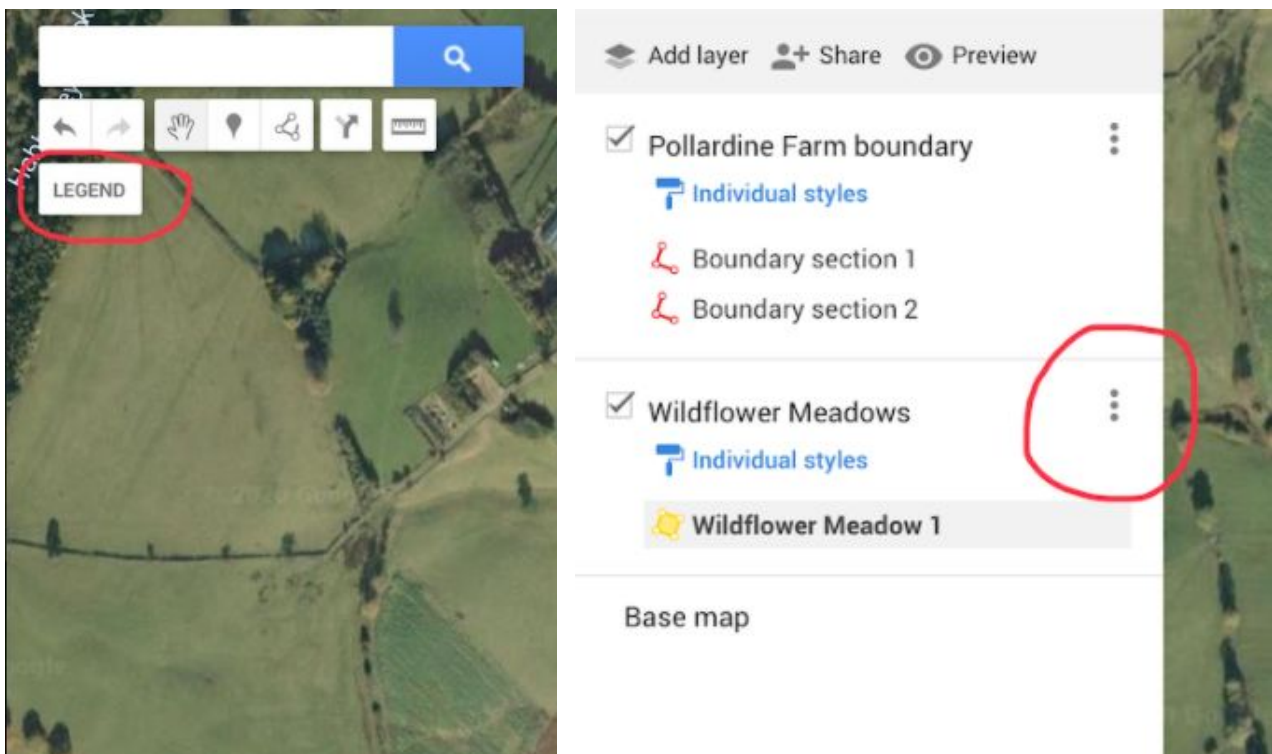 LEGEND
Add layer Share Preview
Pollardine Farm boundary
Individual styles
Boundary section 1
Boundary section 2
Wildflower Meadows
Individual styles
Wildflower Meadow 1
Base map